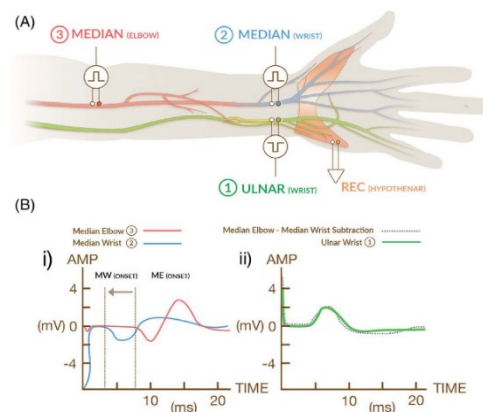 (A)
③ MEDIAN (ELBOW)
② MEDIAN (WRIST)
① ULNAR (WRIST)
REC (HYPOTHENAR)
(B)
Median Elbow ③
Median Wrist ②
Median Elbow - Median Wrist Subtraction
Ulnar Wrist ①
i)
AMP
MW (ONSET)
ME (ONSET)
4
(mV) 0
-4
0
10
20
TIME
(ms)
ii)
AMP
4
(mV) 0
-4
0
10
20
TIME
(ms)